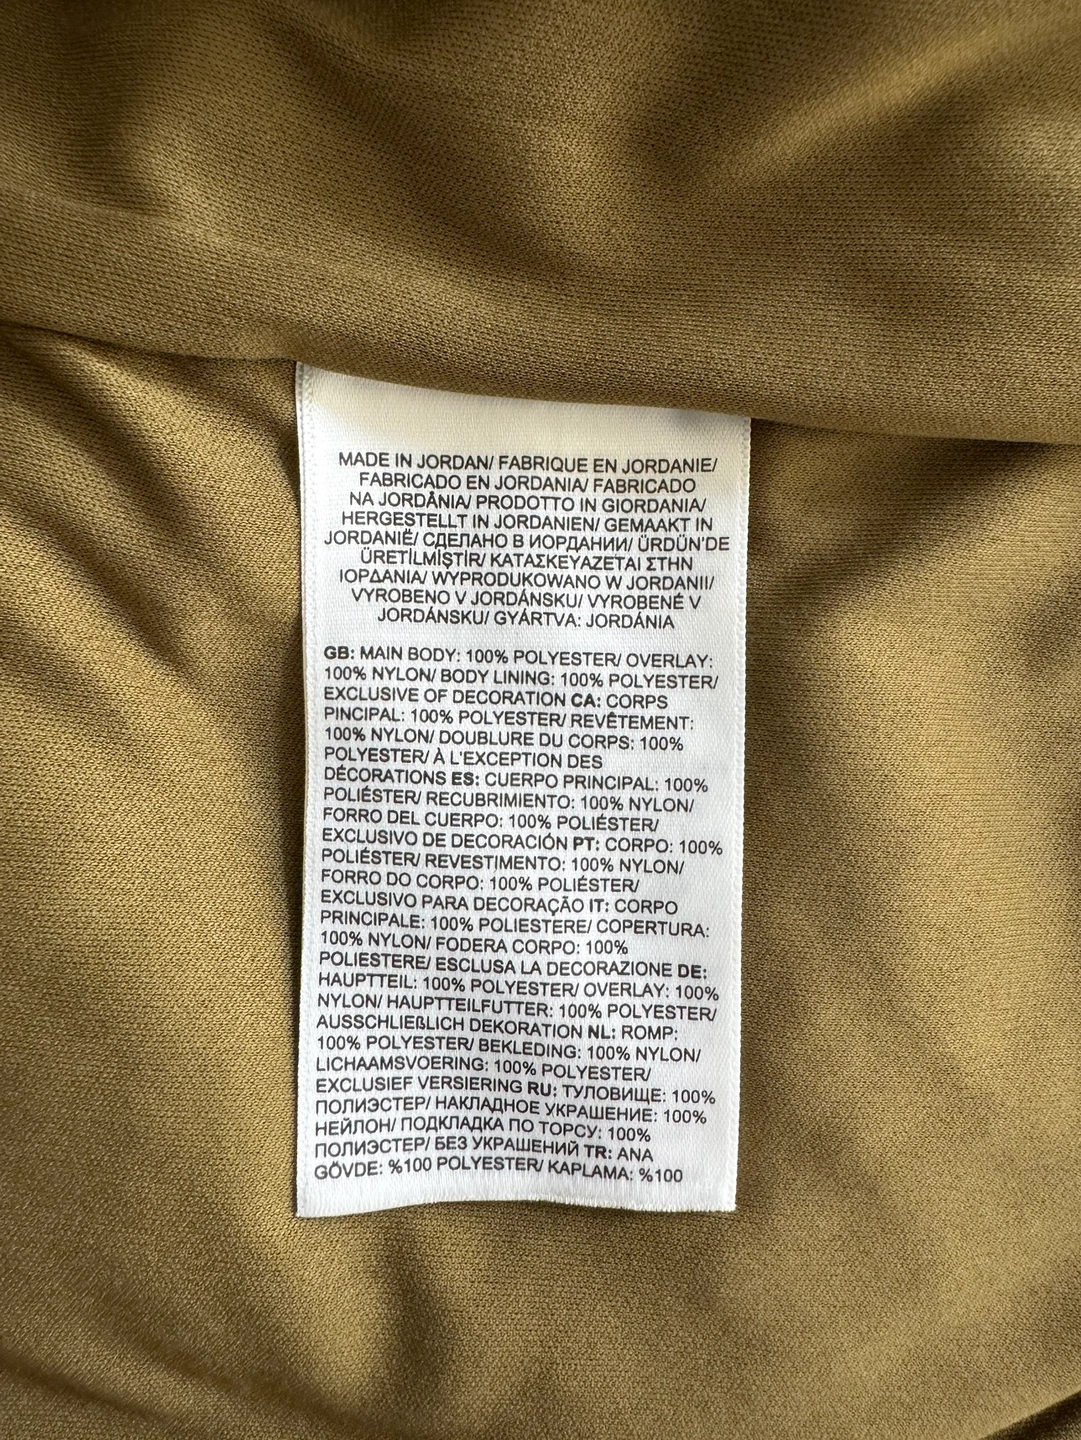 MADE IN JORDAN/ FABRIQUE EN JORDANIE/
FABRICADO EN JORDANIA/ FABRICADO
NA JORDÂNIA/ PRODOTTO IN GIORDANIA/
HERGESTELLT IN JORDANIEN/ GEMAAKT IN
JORDANIË/ СДЕЛАНО В ИОРДАНИИ/ ÜRDÜN'DE
ÜRETİLMİŞTİR/ ΚΑΤΑΣΚΕΥΑΖΕΤΑΙ ΣΤΗΝ
ΙΟΡΔΑΝΙΑ/ WYPRODUKOWANO W JORDANII/
VYROBENO V JORDÁNSKU/ VYROBENÉ V
JORDÁNSKU/ GYÁRTVA: JORDÁNIA
GB: MAIN BODY: 100% POLYESTER/ OVERLAY:
100% NYLON/ BODY LINING: 100% POLYESTER/
EXCLUSIVE OF DECORATION CA: CORPS
PINCIPAL: 100% POLYESTER/ REVÊTEMENT:
100% NYLON/ DOUBLURE DU CORPS: 100%
POLYESTER/ À L'EXCEPTION DES
DÉCORATIONS ES: CUERPO PRINCIPAL: 100%
POLIÉSTER/ RECUBRIMIENTO: 100% NYLON/
FORRO DEL CUERPO: 100% POLIÉSTER/
EXCLUSIVO DE DECORACIÓN PT: CORPO: 100%
POLIÉSTER/ REVESTIMENTO: 100% NYLON/
FORRO DO CORPO: 100% POLIÉSTER/
EXCLUSIVO PARA DECORAÇÃO IT: CORPO
PRINCIPALE: 100% POLIESTERE/ COPERTURA:
100% NYLON/ FODERA CORPO: 100%
POLIESTERE/ ESCLUSA LA DECORAZIONE DE:
HAUPTTEIL: 100% POLYESTER/ OVERLAY: 100%
NYLON/ HAUPTTEILFUTTER: 100% POLYESTER/
AUSSCHLIEßLICH DEKORATION NL: ROMP:
100% POLYESTER/ BEKLEDING: 100% NYLON/
LICHAAMSVOERING: 100% POLYESTER/
EXCLUSIEF VERSIERING RU: ТУЛОВИЩЕ: 100%
ПОЛИЭСТЕР/ НАКЛАДНОЕ УКРАШЕНИЕ: 100%
НЕЙЛОН/ ПОДКЛАДКА ПО ТОРСУ: 100%
ПОЛИЭСТЕР/ БЕЗ УКРАШЕНИЙ TR: ANA
GÖVDE: %100 POLYESTER/ KAPLAMA: %100